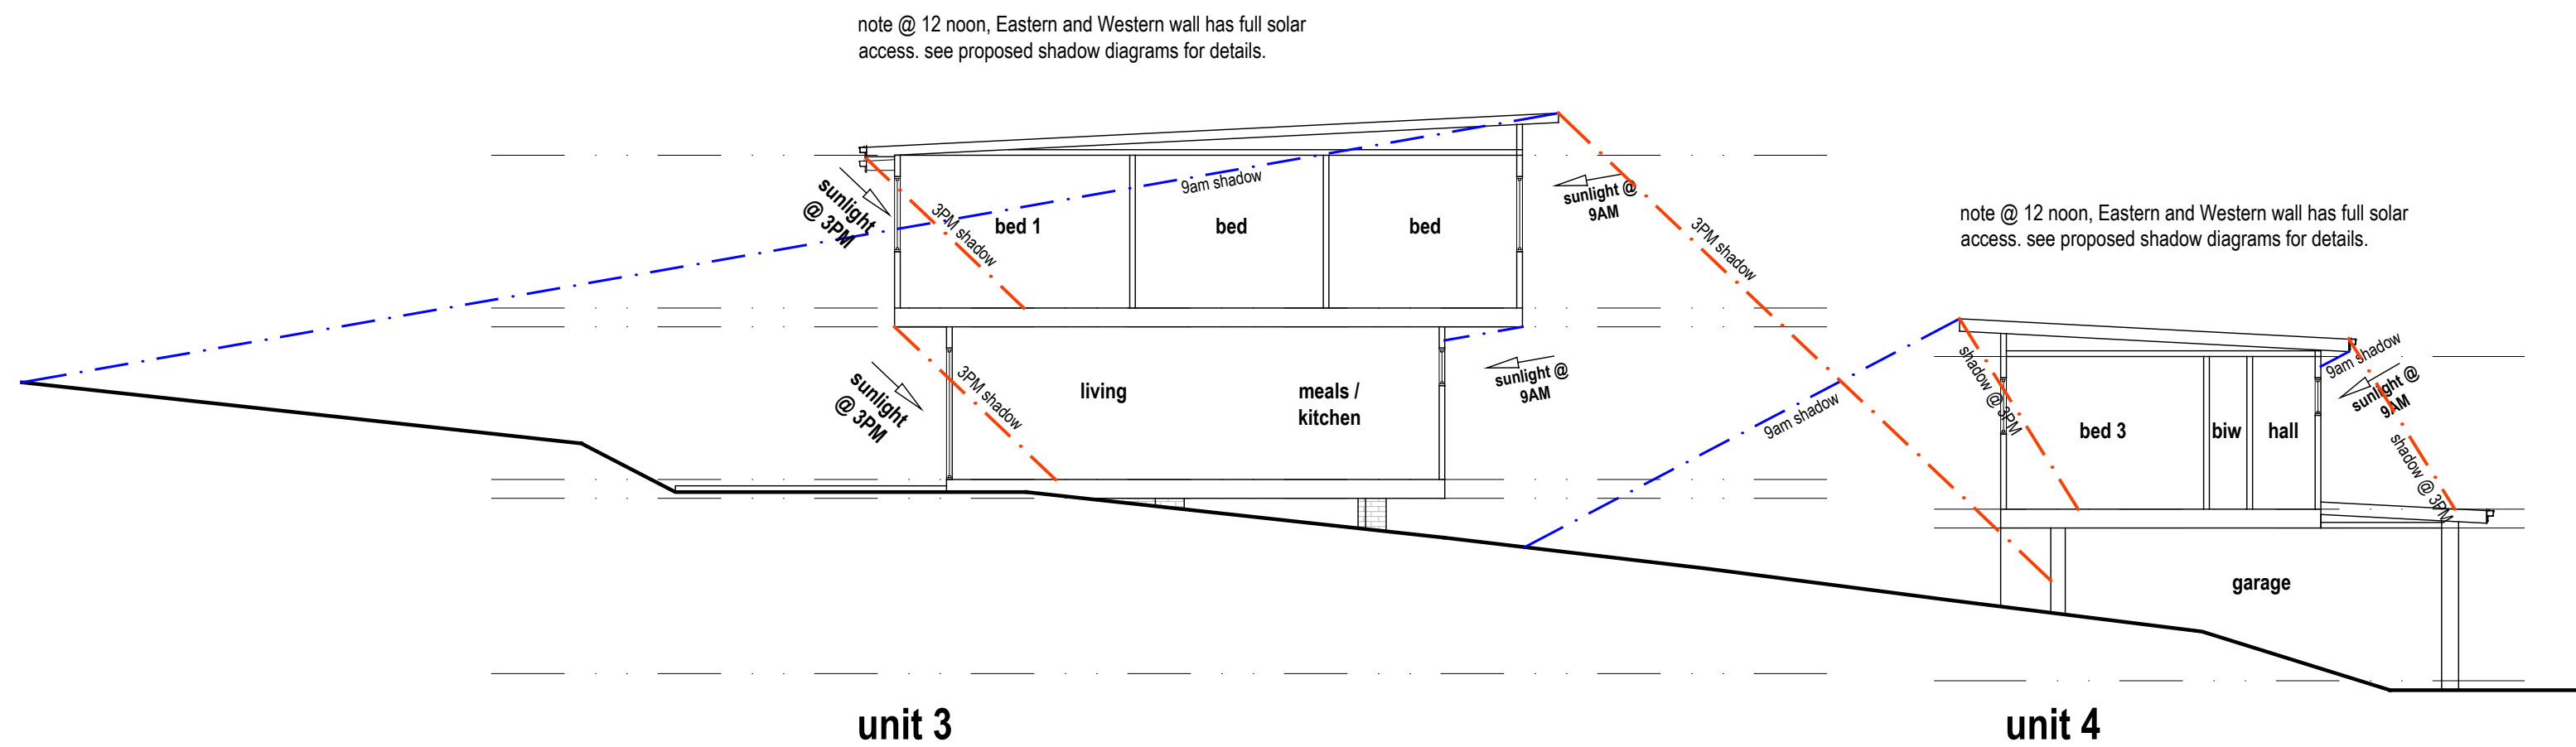 note @ 12 noon, Eastern and Western wall has full solar
access. see proposed shadow diagrams for details.
sunlight
@ 3PM
3PM shadow
bed 1
9am shadow
bed
bed
sunlight @
9AM
3PM shadow
sunlight
@ 3PM
3PM shadow
living
meals /
kitchen
sunlight @
9AM
unit 3
note @ 12 noon, Eastern and Western wall has full solar
access. see proposed shadow diagrams for details.
9am shadow
shadow @ 3PM
bed 3
biw
hall
9am shadow
sunlight @
9AM
shadow @ 3PM
garage
unit 4